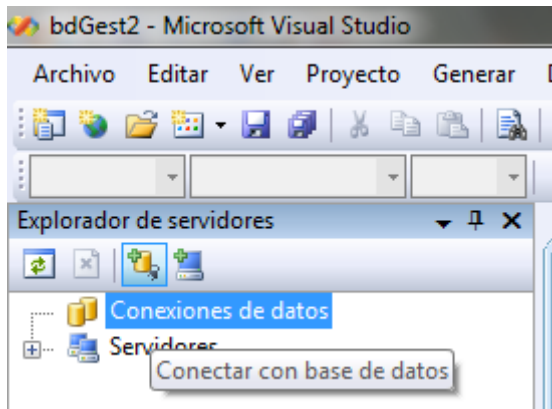 bdGest2 - Microsoft Visual Studio
Archivo Editar Ver Proyecto Generar
Explorador de servidores
Conexiones de datos
Servidores
Conectar con base de datos